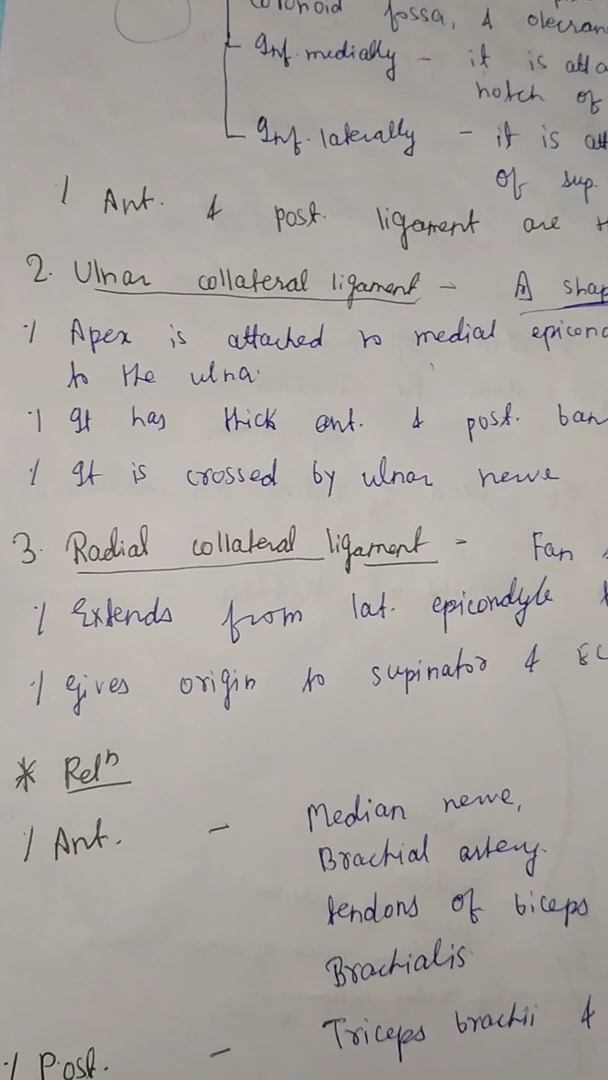 fossa, & olecran
Inf. medially - it is atta
notch of
Inf. laterally - it is att
of sup.
/ Ant. & post. ligament are th
2. Ulnar collateral ligament - A shap
·/ Apex is attached to medial epicond
to the ulna.
·/ It has thick ant. & post. ban
·/ It is crossed by ulnar nerve
3. Radial collateral ligament - Fan s
·/ Extends from lat. epicondyle t
·/ Gives origin to supinator & EC
* Relⁿ
·/ Ant. - Median nerve,
Brachial artery.
tendons of biceps
Brachialis
·/ Post. - Triceps brachii &